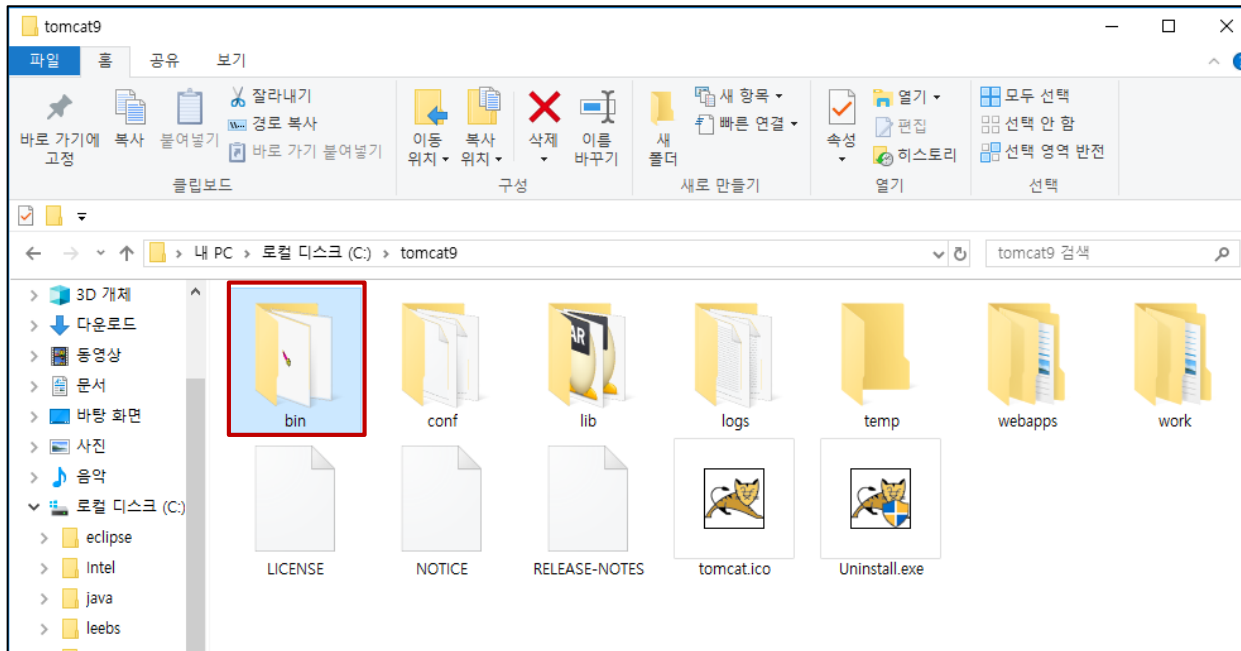 tomcat9
파일 홈 공유 보기
바로 가기에
고정
복사
붙여넣기
잘라내기
경로 복사
바로 가기 붙여넣기
클립보드
이동
위치
복사
위치
삭제
이름
바꾸기
구성
새
폴더
새 항목
빠른 연결
새로 만들기
속성
열기
편집
히스토리
열기
모두 선택
선택 안 함
선택 영역 반전
선택
내 PC > 로컬 디스크 (C:) > tomcat9
tomcat9 검색
3D 개체
다운로드
동영상
문서
바탕 화면
사진
음악
로컬 디스크 (C:)
eclipse
Intel
java
leebs
AR
bin conf lib logs temp webapps work
LICENSE NOTICE RELEASE-NOTES tomcat.ico Uninstall.exe